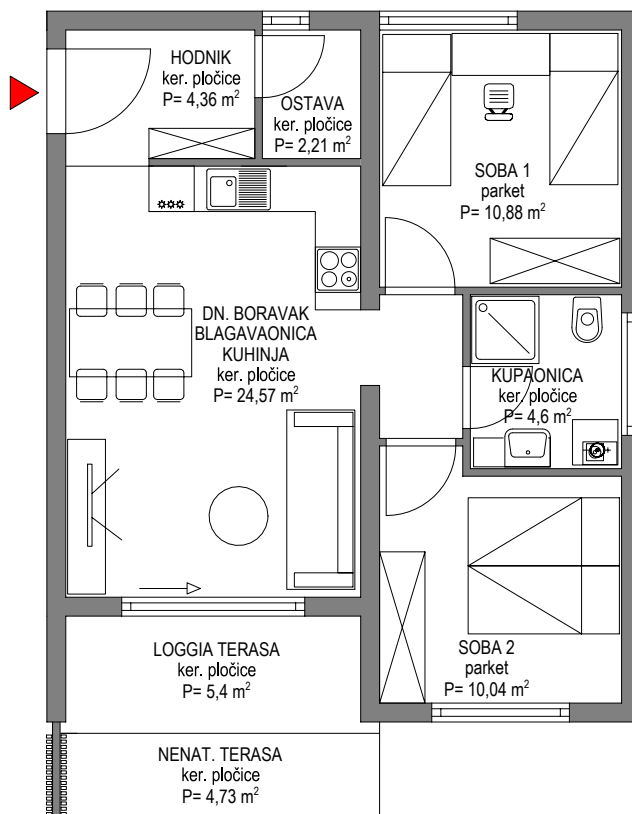 HODNIK
ker. pločice
P= 4,36 m²
OSTAVA
ker. pločice
P= 2,21 m²
SOBA 1
parket
P= 10,88 m²
DN. BORAVAK
BLAGAVAONICA
KUHINJA
ker. pločice
P= 24,57 m²
KUPAONICA
ker. pločice
P= 4,6 m²
SOBA 2
parket
P= 10,04 m²
LOGGIA TERASA
ker. pločice
P= 5,4 m²
NENAT. TERASA
ker. pločice
P= 4,73 m²